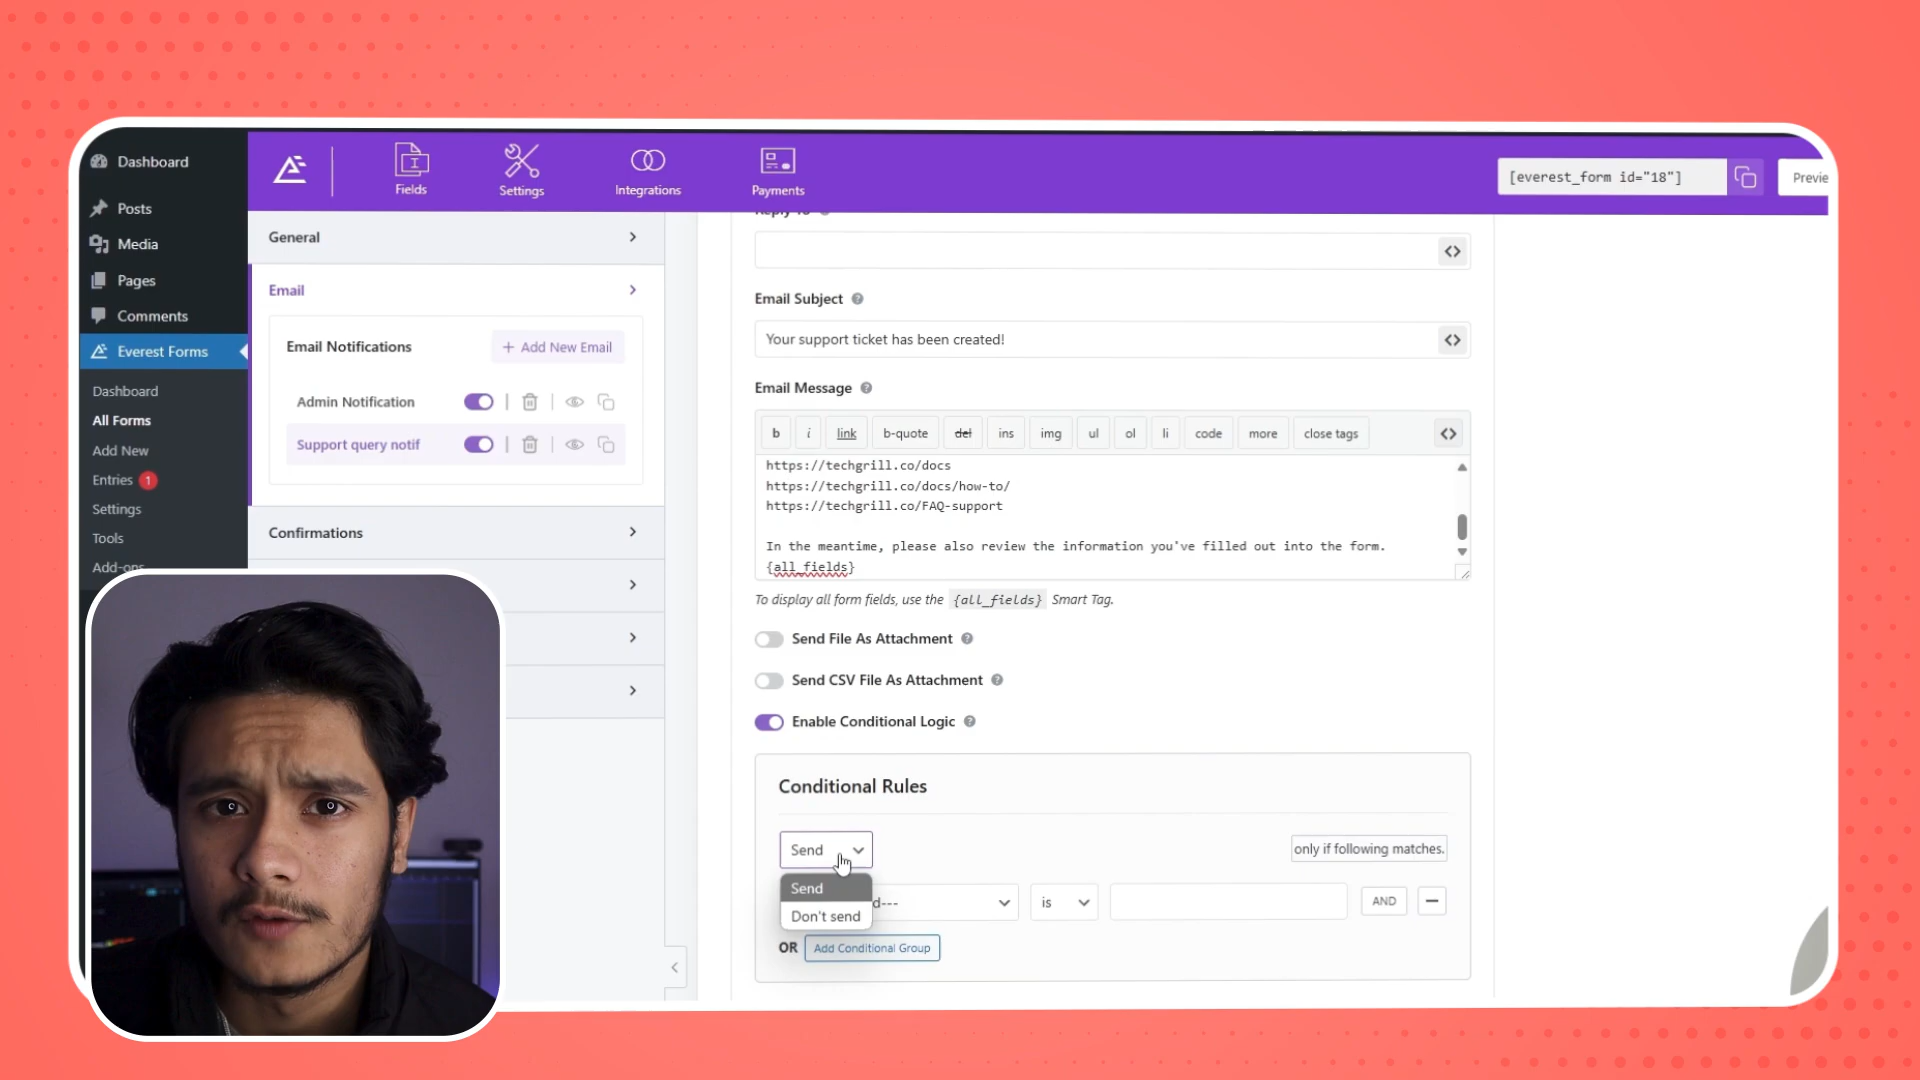 Dashboard
Posts
Media
Pages
Comments
Everest Forms
Dashboard
All Forms
Add New
Entries 1
Settings
Tools
Add-ons
Fields
Settings
Integrations
Payments
[everest_form id="18"]
Previe
General
Email
Email Notifications
+ Add New Email
Admin Notification
Support query notif
Confirmations
Reply To
Email Subject
Your support ticket has been created!
<>
Email Message
b i link b-quote del ins img ul ol li code more close tags <>
https://techgrill.co/docs
https://techgrill.co/docs/how-to/
https://techgrill.co/FAQ-support
In the meantime, please also review the information you've filled out into the form.
{all_fields}
To display all form fields, use the {all_fields} Smart Tag.
Send File As Attachment
Send CSV File As Attachment
Enable Conditional Logic
Conditional Rules
Send
only if following matches.
Send
Don't send
d---
is
AND
OR Add Conditional Group